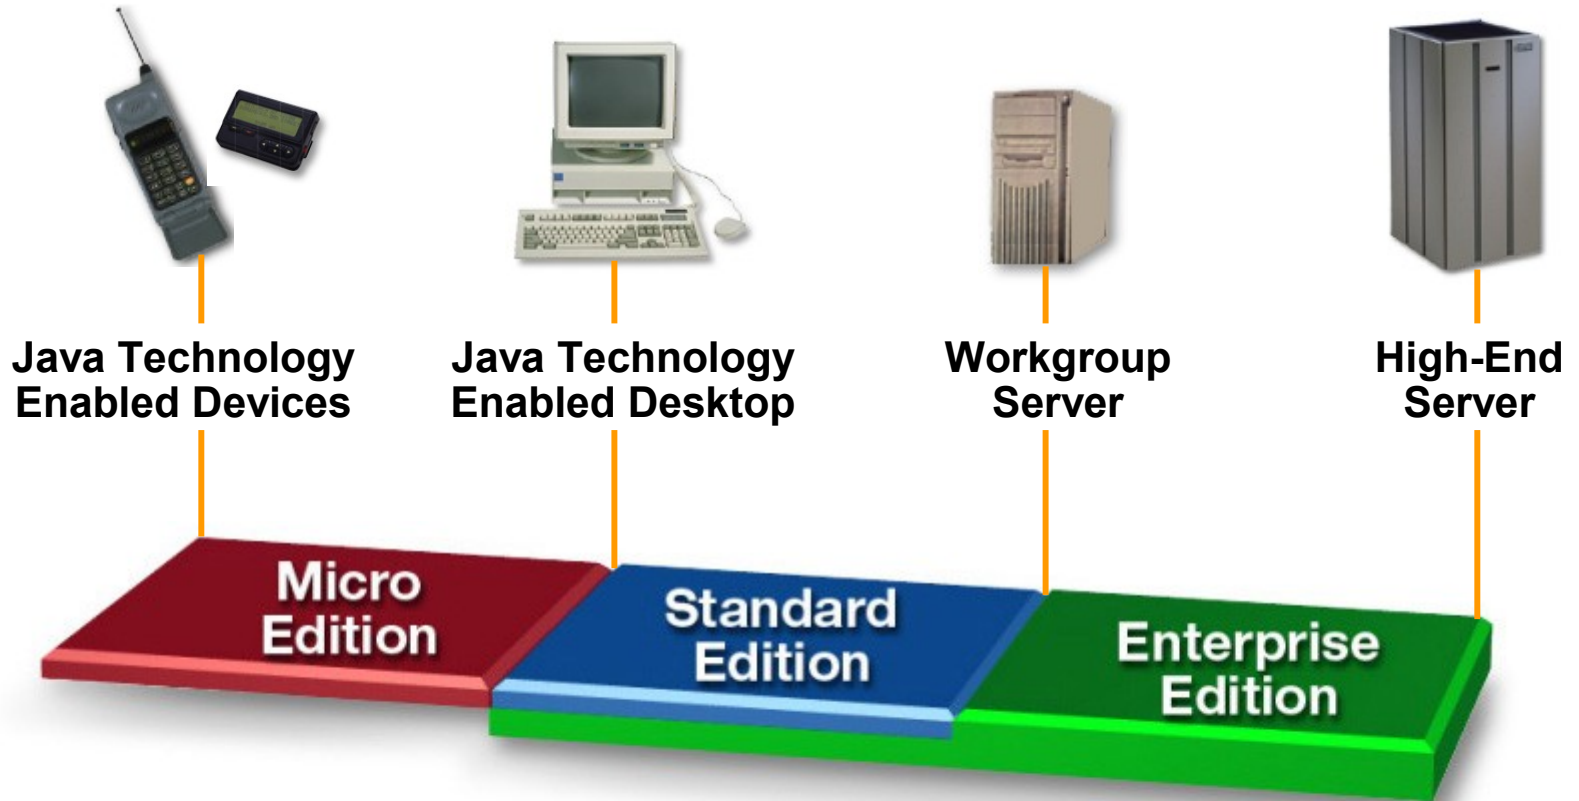 Java Technology
Enabled Devices
Java Technology
Enabled Desktop
Workgroup
Server
High-End
Server
Micro
Edition
Standard
Edition
Enterprise
Edition